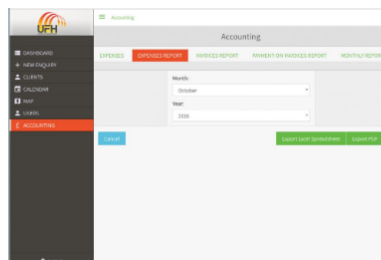 UFH
Accounting
Accounting
DASHBOARD
NEW ENQUIRY
CLIENTS
CALENDAR
MAP
USERS
ACCOUNTING
EXPENSES
EXPENSES REPORT
INVOICES REPORT
PAYMENT ON INVOICES REPORT
MONTHLY REPOR
Month:
October
Year:
2016
Cancel
Export Excel Spreadsheet
Export PDF